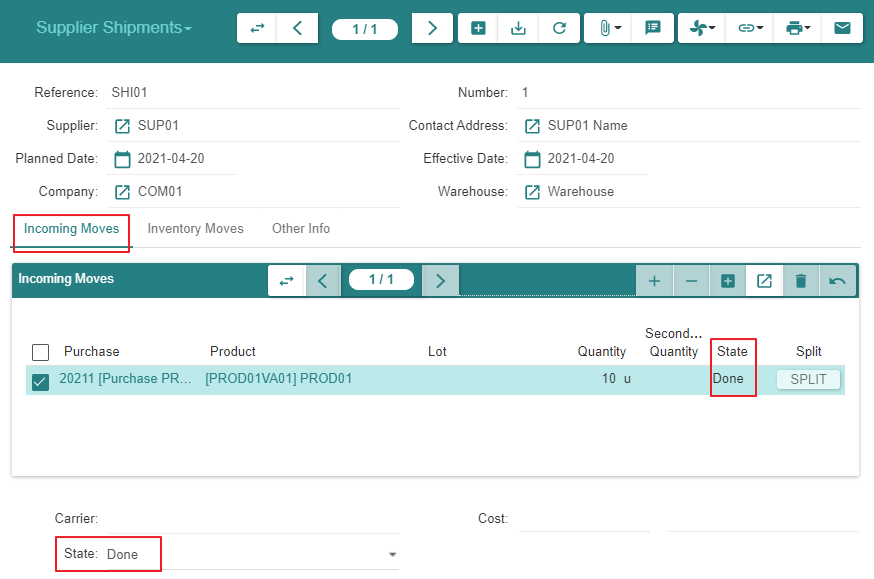 Supplier Shipments
1 / 1
Reference: SHI01 Number: 1
Supplier: SUP01 Contact Address: SUP01 Name
Planned Date: 2021-04-20 Effective Date: 2021-04-20
Company: COM01 Warehouse: Warehouse
Incoming Moves Inventory Moves Other Info
Incoming Moves 1 / 1
Purchase Product Lot Quantity Second... Quantity State Split
20211 [Purchase PR... [PROD01VA01] PROD01 10 u Done SPLIT
Carrier: Cost:
State: Done